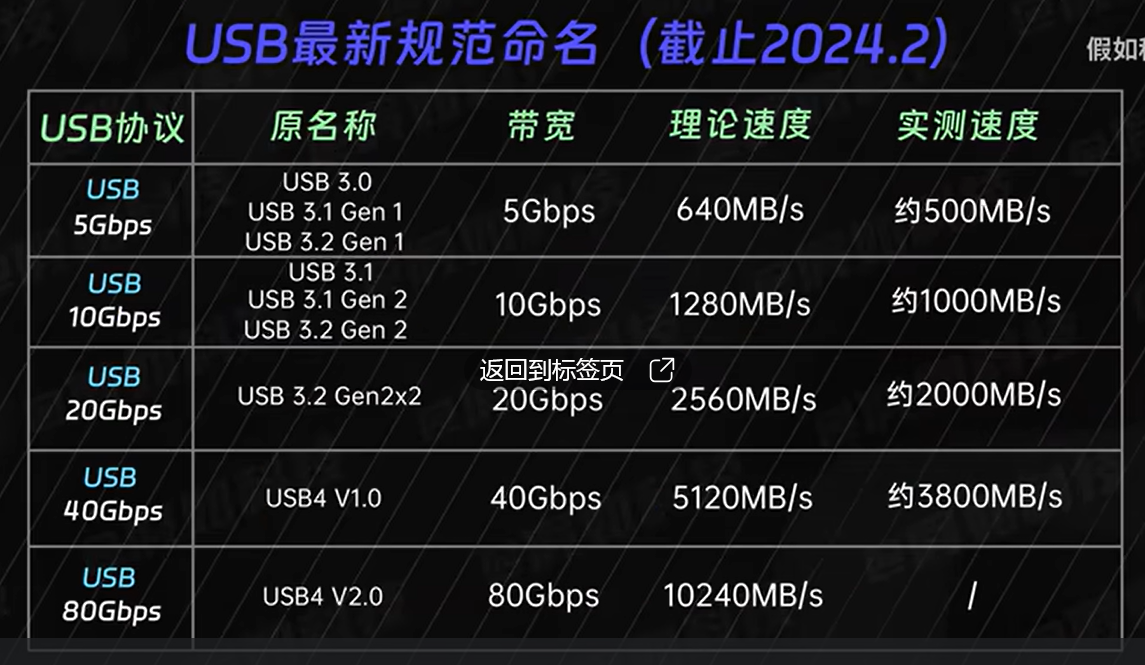 USB最新规范命名（截止2024.2）
假如
USB协议 原名称 带宽 理论速度 实测速度
USB
5Gbps
USB 3.0
USB 3.1 Gen 1
USB 3.2 Gen 1
5Gbps 640MB/s 约500MB/s
USB
10Gbps
USB 3.1
USB 3.1 Gen 2
USB 3.2 Gen 2
10Gbps 1280MB/s 约1000MB/s
返回到标签页
USB
20Gbps
USB 3.2 Gen2x2
20Gbps 2560MB/s 约2000MB/s
USB
40Gbps
USB4 V1.0
40Gbps 5120MB/s 约3800MB/s
USB
80Gbps
USB4 V2.0
80Gbps 10240MB/s /